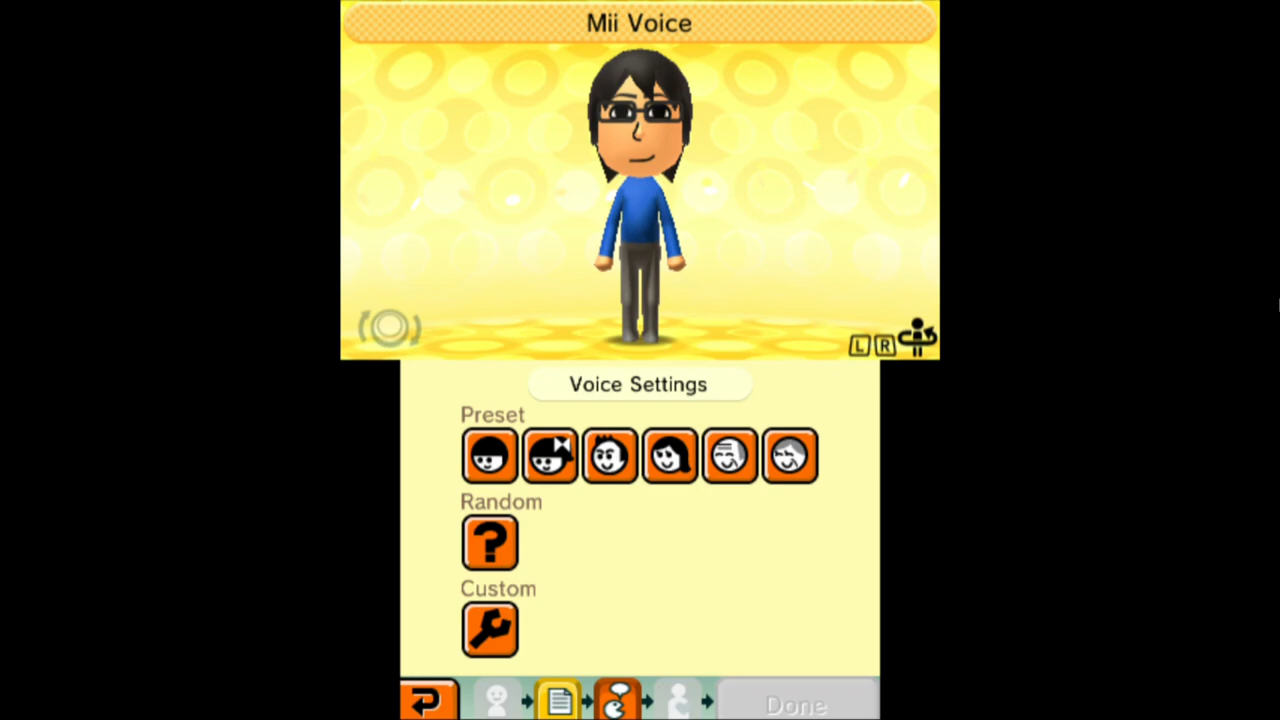 Mii Voice
L R
Voice Settings
Preset
Random
?
Custom
Done